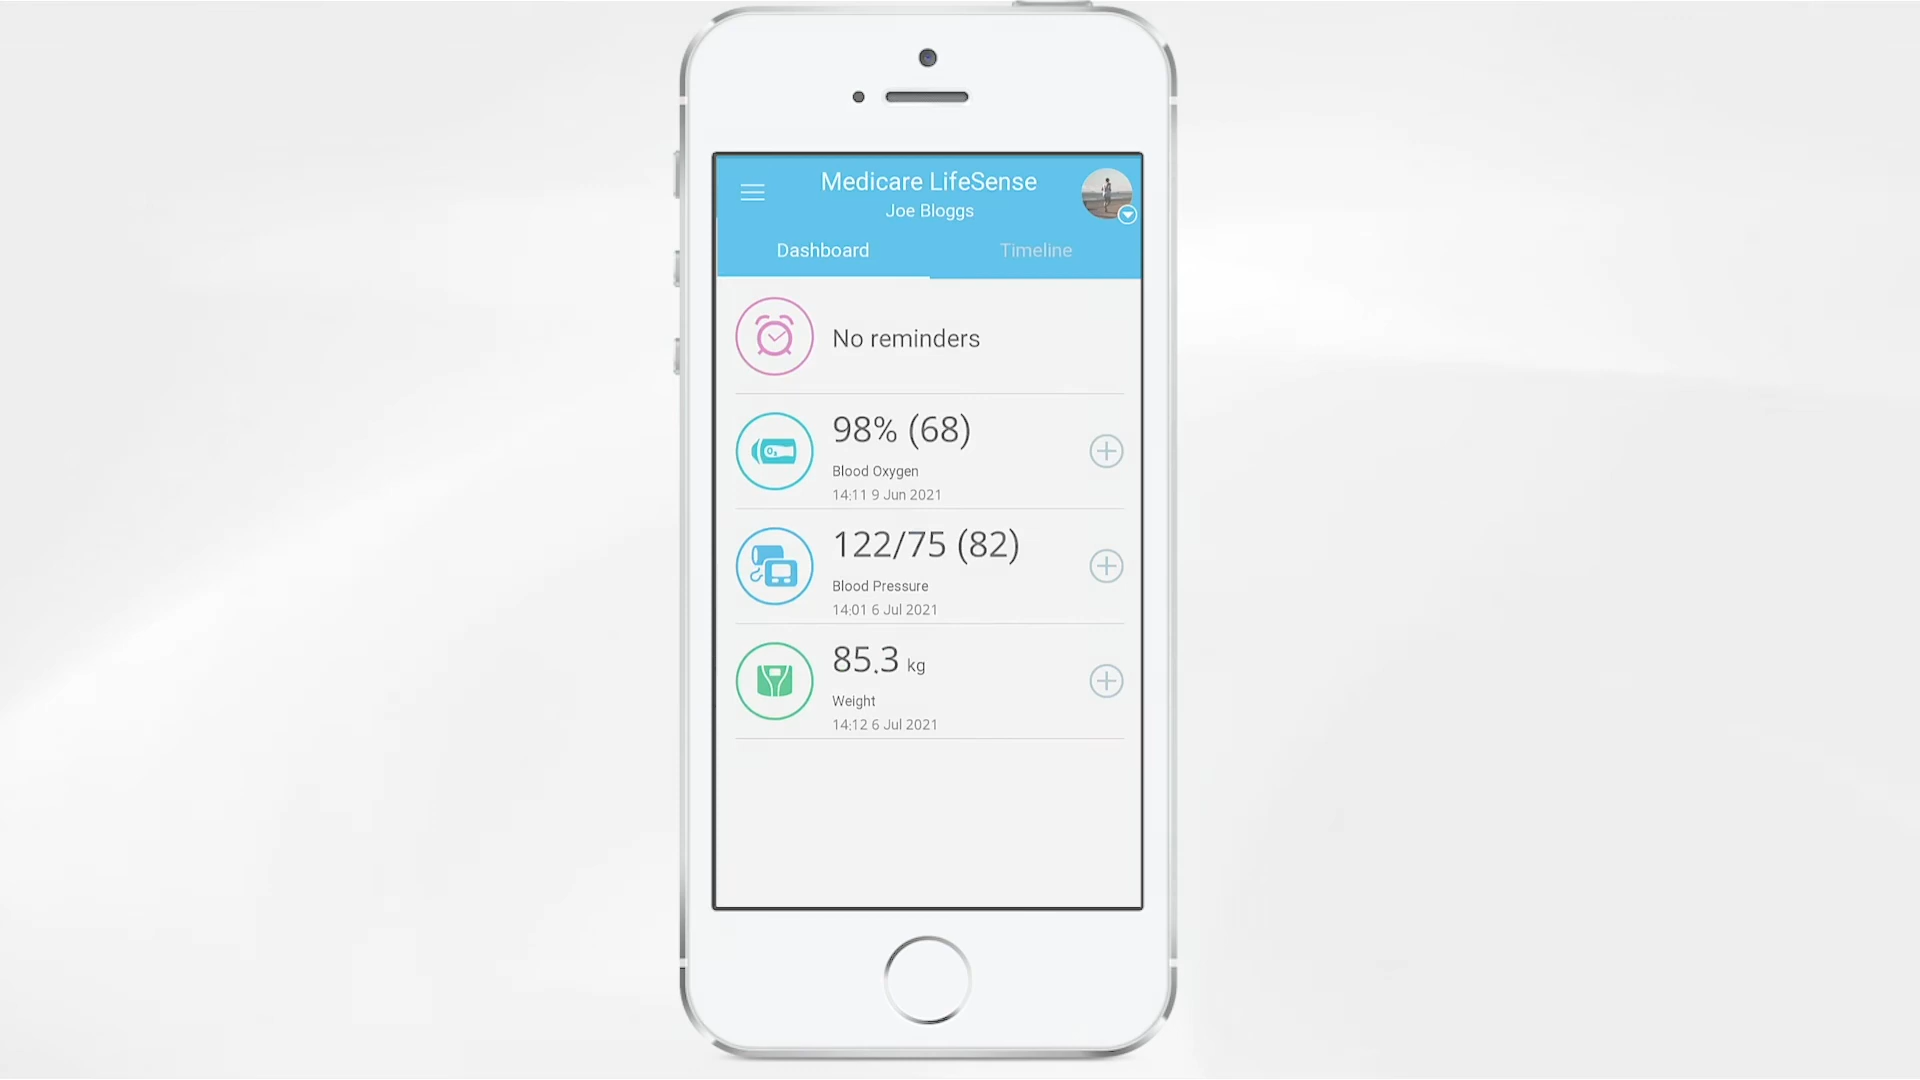 Medicare LifeSense
Joe Bloggs
Dashboard
Timeline
No reminders
98% (68)
Blood Oxygen
14:11 9 Jun 2021
122/75 (82)
Blood Pressure
14:01 6 Jul 2021
85.3 kg
Weight
14:12 6 Jul 2021